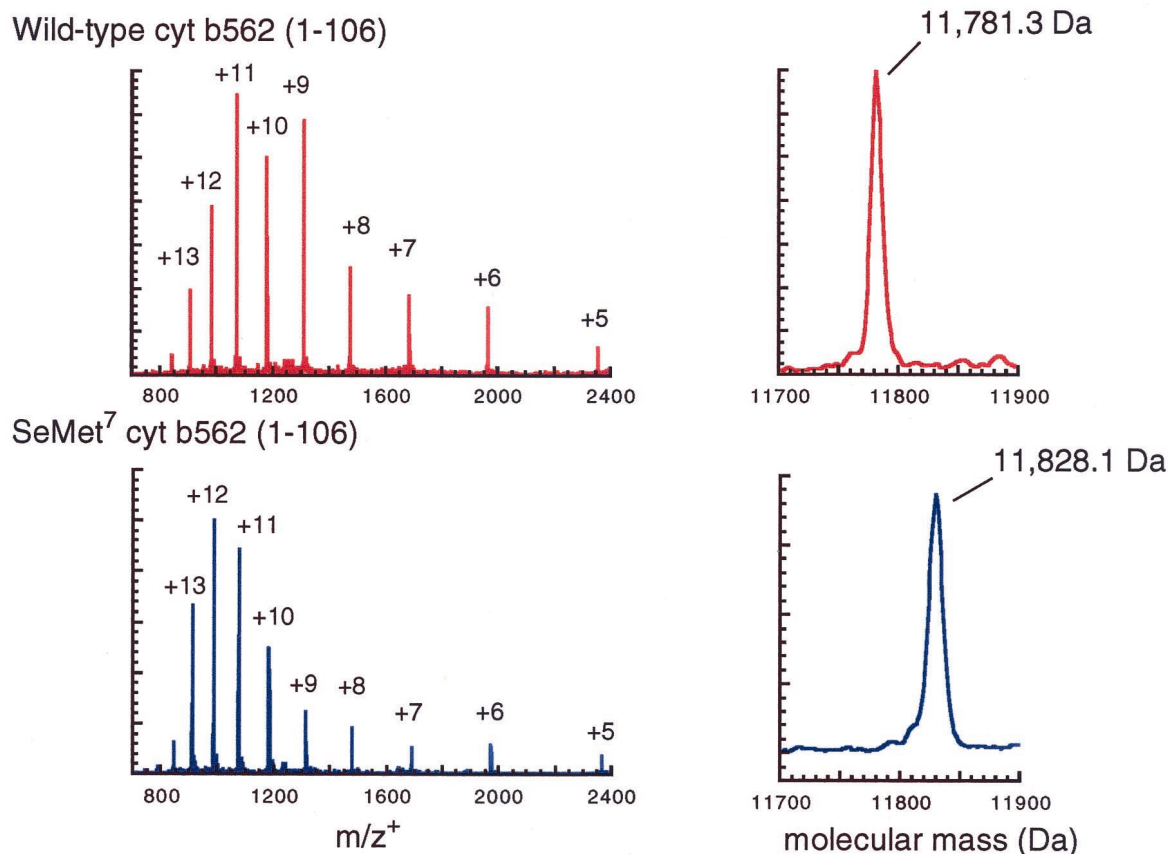 Wild-type cyt b562 (1-106)
11,781.3 Da
+13
+12
+11
+10
+9
+8
+7
+6
+5
800 1200 1600 2000 2400
11700 11800 11900
SeMet⁷ cyt b562 (1-106)
11,828.1 Da
+13
+12
+11
+10
+9
+8
+7
+6
+5
800 1200 1600 2000 2400
m/z⁺
11700 11800 11900
molecular mass (Da)